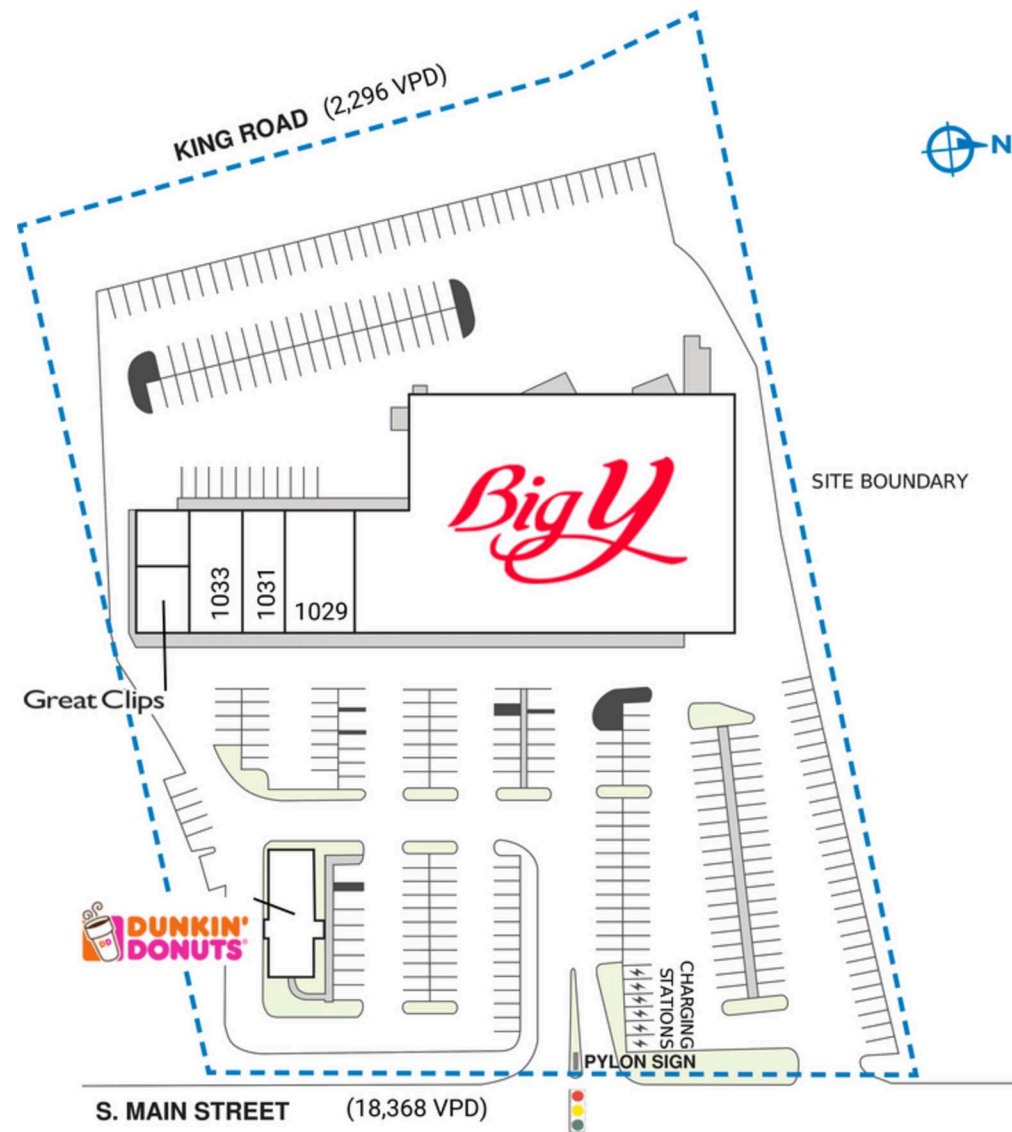 KING ROAD (2,296 VPD)
N
Big Y
SITE BOUNDARY
1033
1031
1029
Great Clips
DUNKIN'
DONUTS
DD
CHARGING
STATIONS
PYLON SIGN
S. MAIN STREET (18,368 VPD)